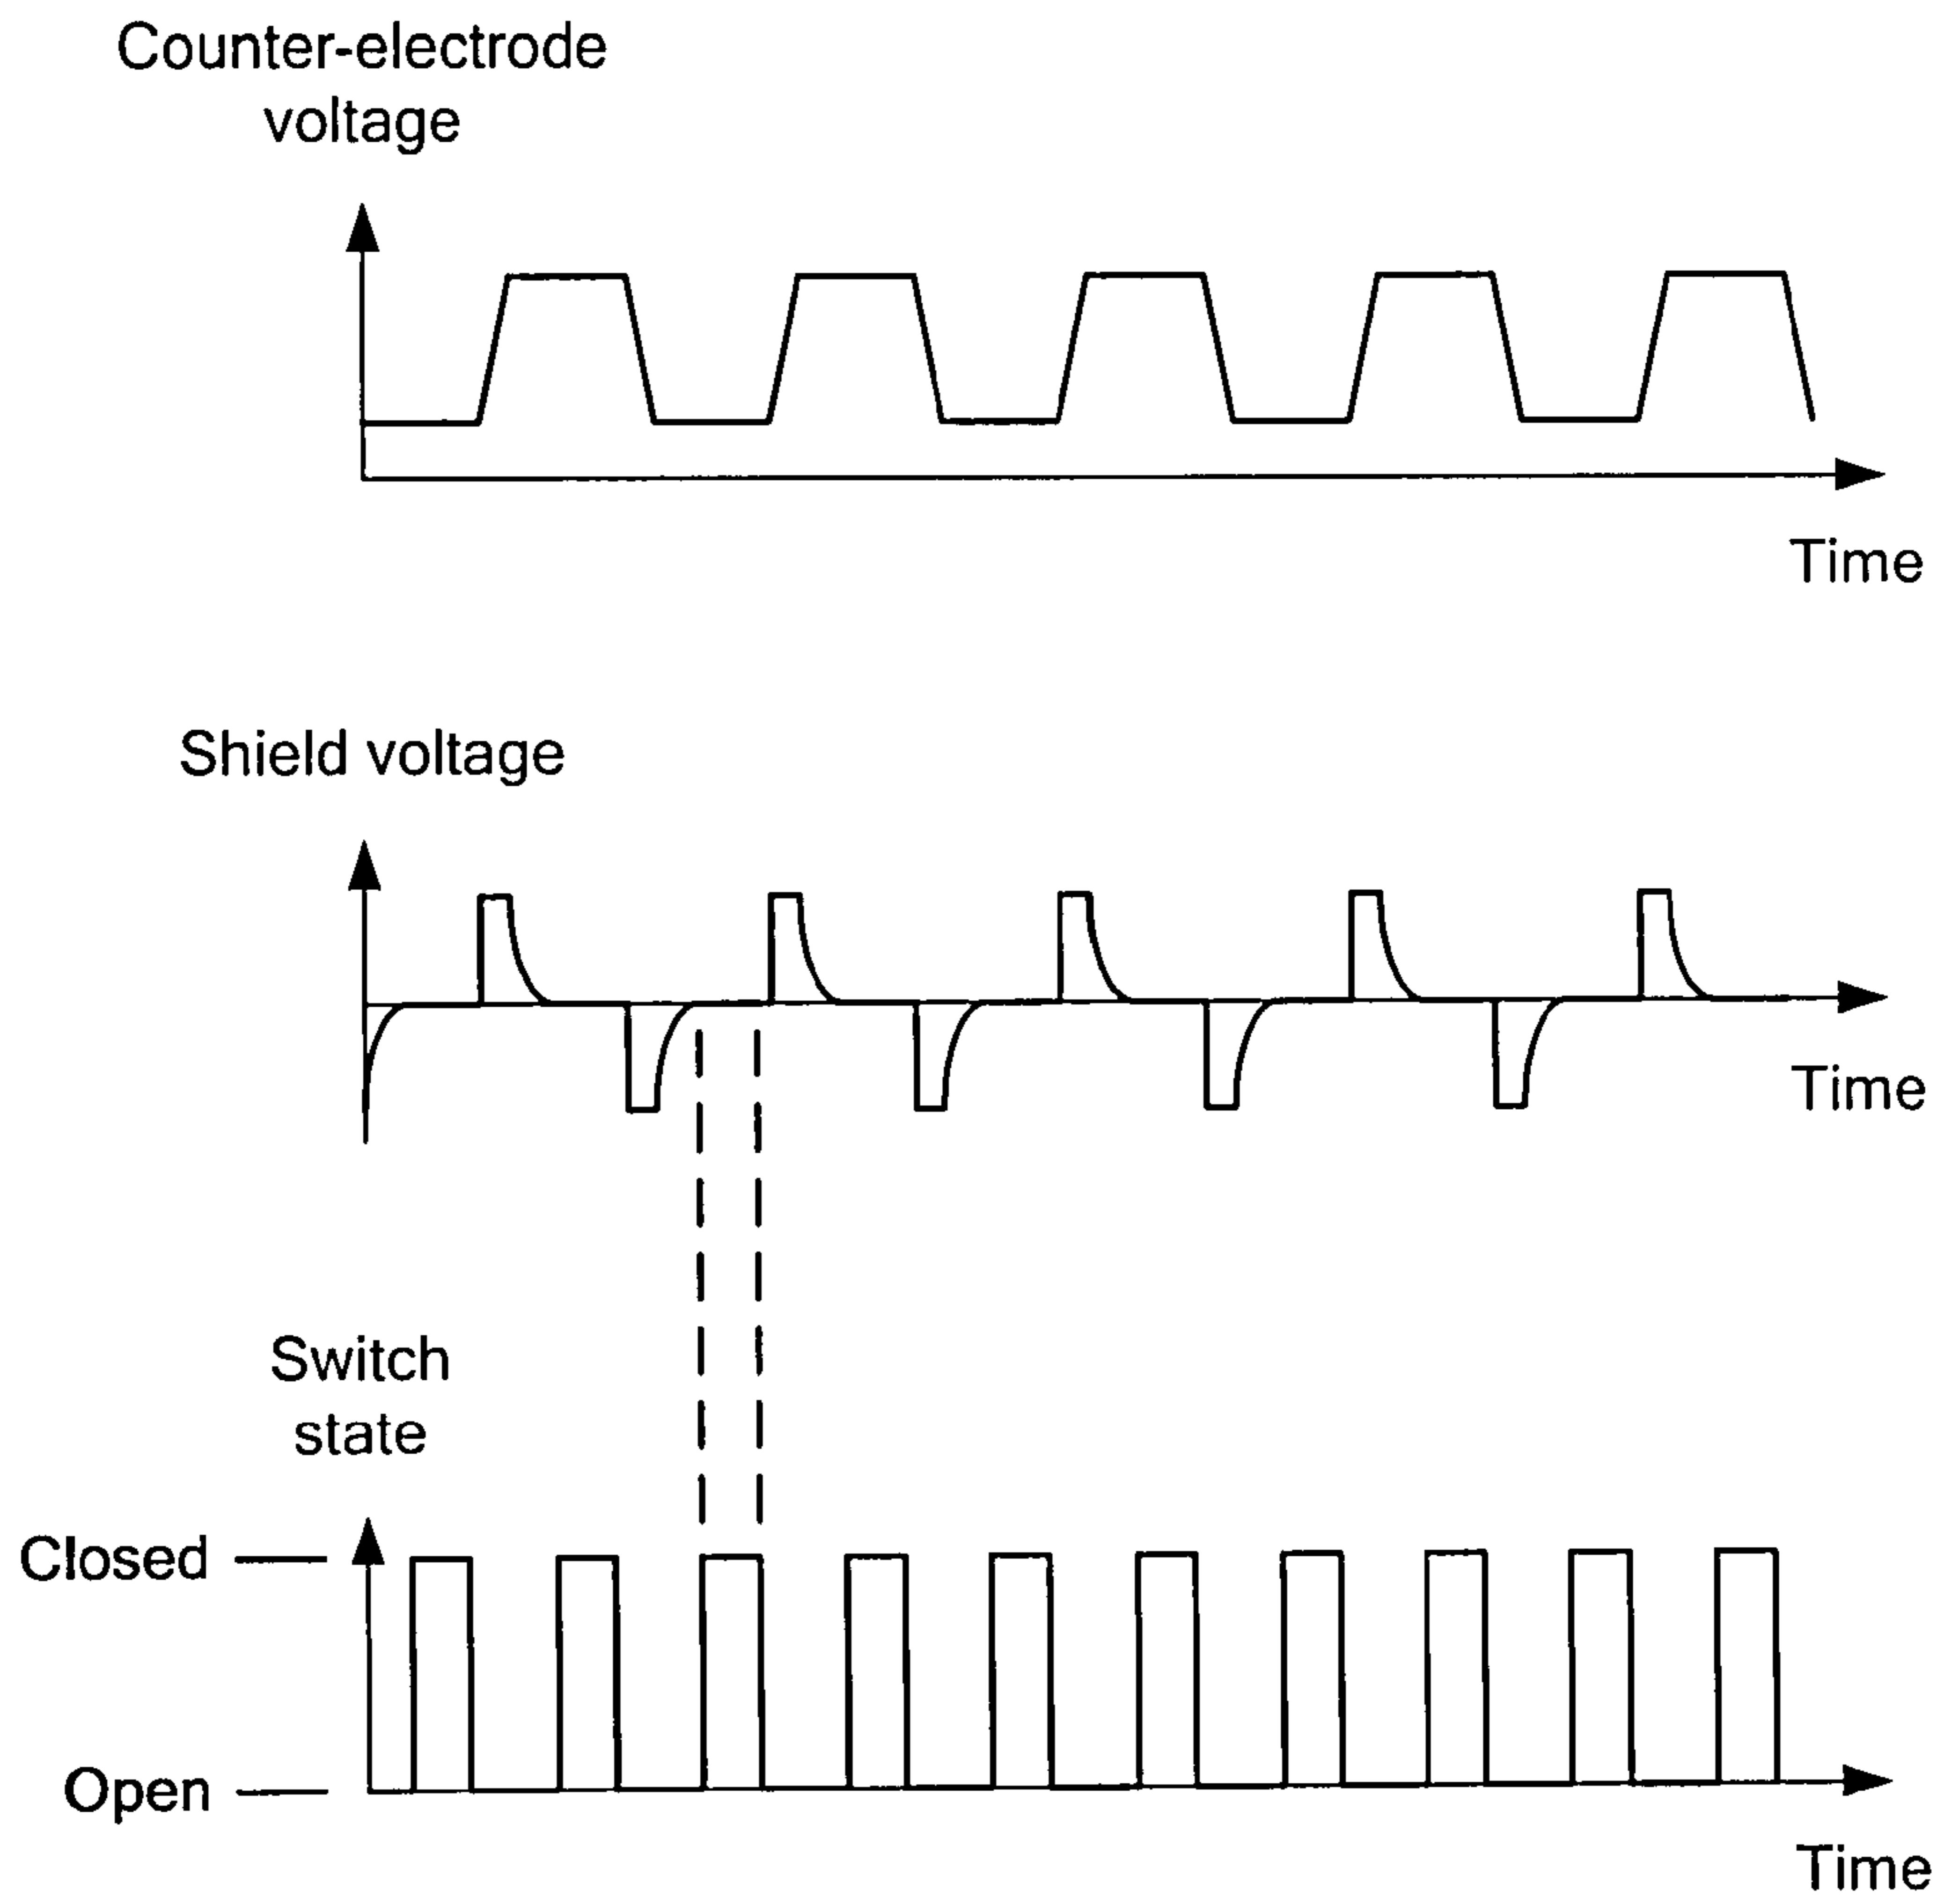 Counter-electrode
voltage
Time
Shield voltage
Time
Switch
state
Closed
Open
Time